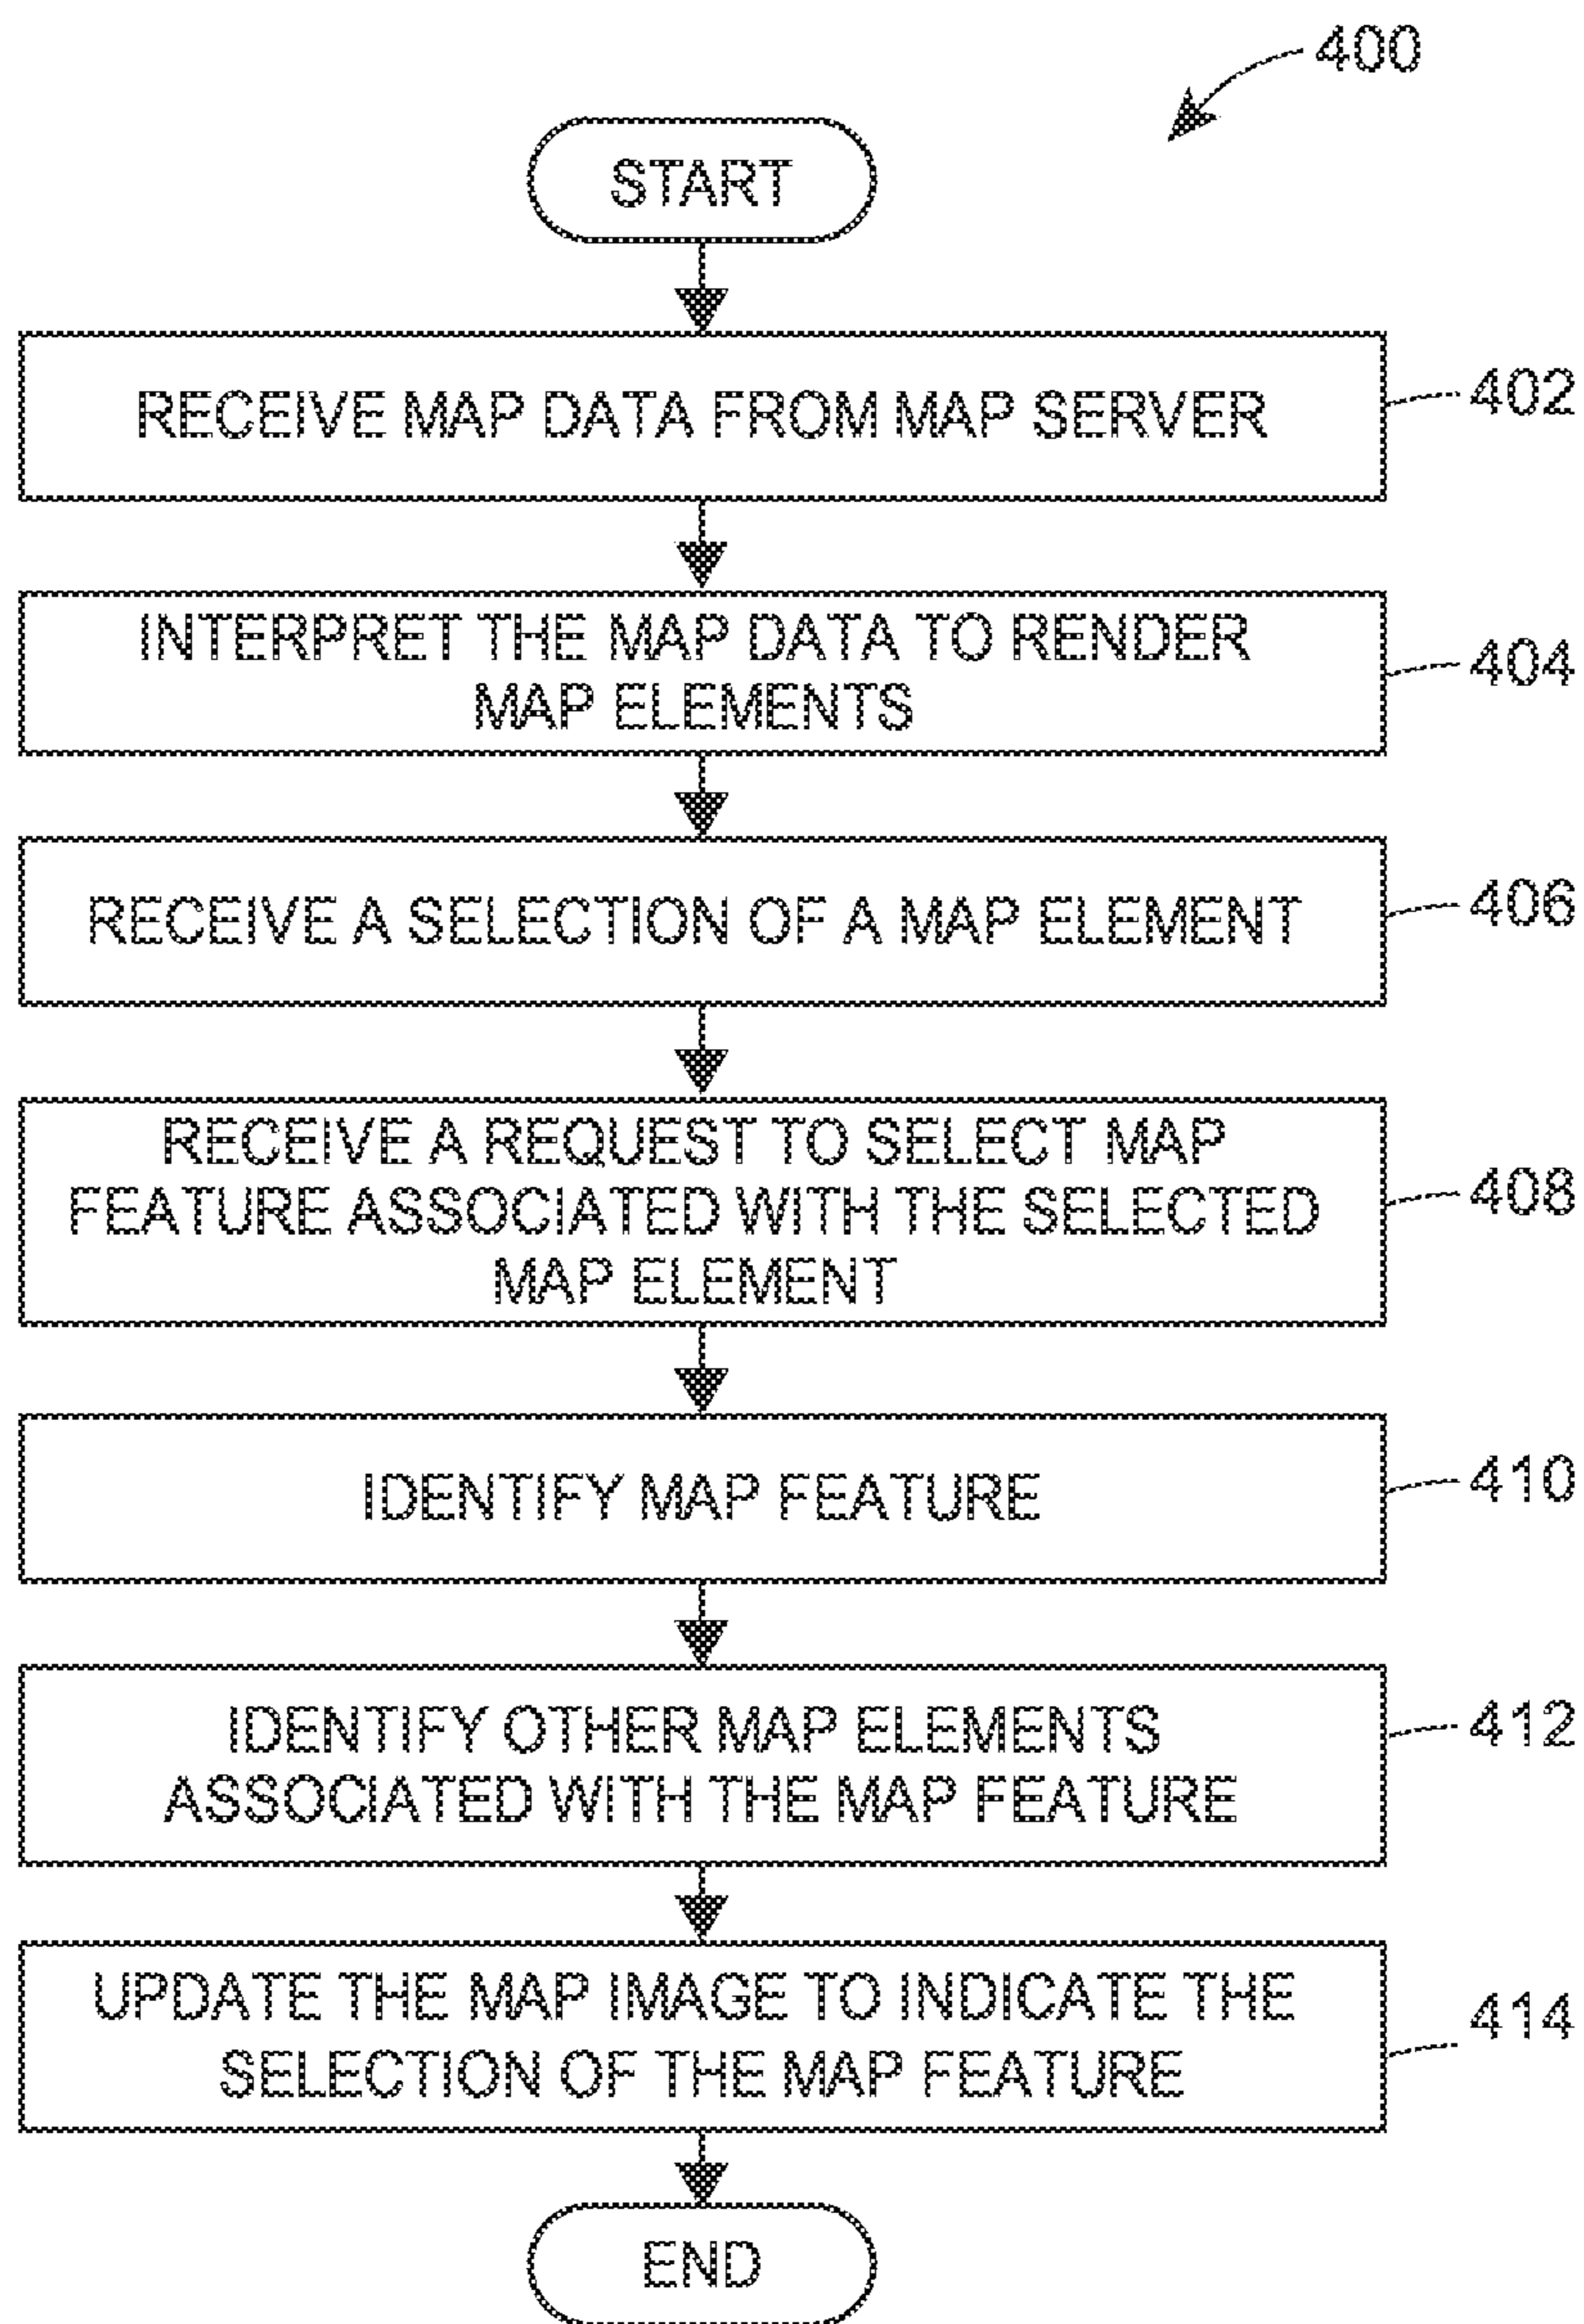 400
START
RECEIVE MAP DATA FROM MAP SERVER
402
INTERPRET THE MAP DATA TO RENDER
MAP ELEMENTS
404
RECEIVE A SELECTION OF A MAP ELEMENT
406
RECEIVE A REQUEST TO SELECT MAP
FEATURE ASSOCIATED WITH THE SELECTED
MAP ELEMENT
408
IDENTIFY MAP FEATURE
410
IDENTIFY OTHER MAP ELEMENTS
ASSOCIATED WITH THE MAP FEATURE
412
UPDATE THE MAP IMAGE TO INDICATE THE
SELECTION OF THE MAP FEATURE
414
END